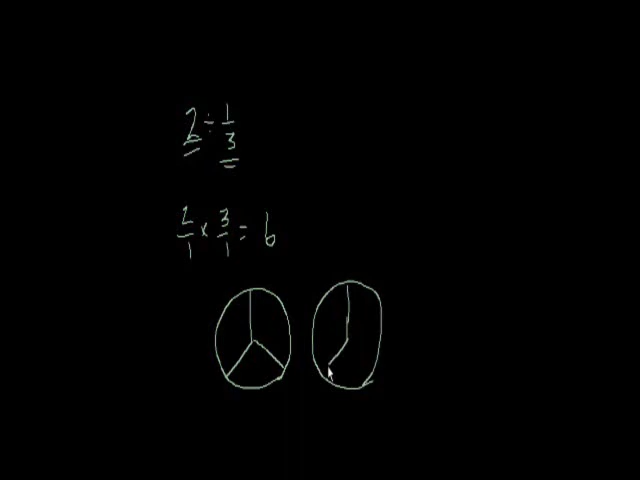 2 ÷ 1/3
2/1 × 3/1 = 6